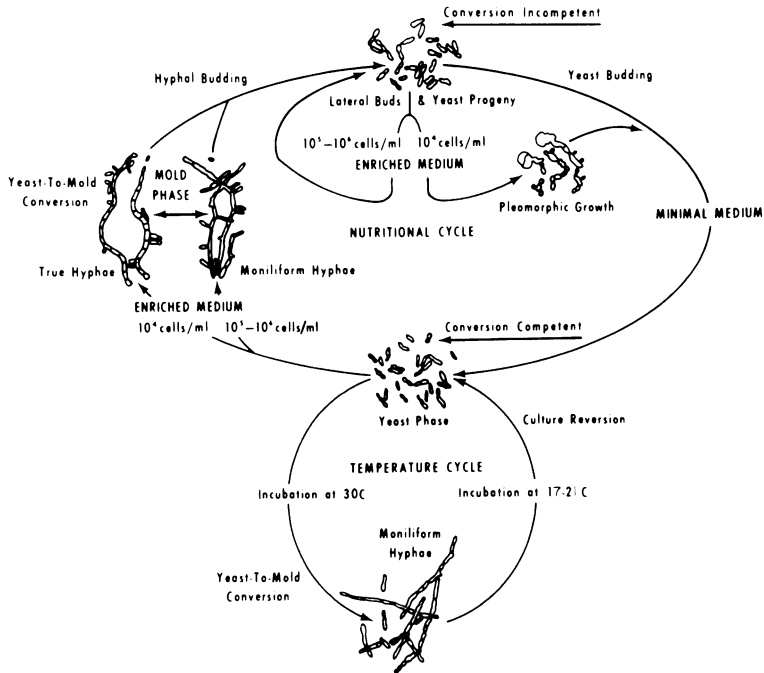 Conversion Incompetent
Hyphal Budding
Yeast Budding
Lateral Buds & Yeast Progeny
10⁵–10⁶ cells/ml 10⁴ cells/ml
ENRICHED MEDIUM
Yeast-To-Mold
Conversion
MOLD
PHASE
Pleomorphic Growth
MINIMAL MEDIUM
NUTRITIONAL CYCLE
True Hyphae
Moniliform Hyphae
ENRICHED MEDIUM
10⁴ cells/ml 10⁵–10⁶ cells/ml
Conversion Competent
Yeast Phase
Culture Reversion
TEMPERATURE CYCLE
Incubation at 30C
Incubation at 17-21C
Moniliform
Hyphae
Yeast-To-Mold
Conversion